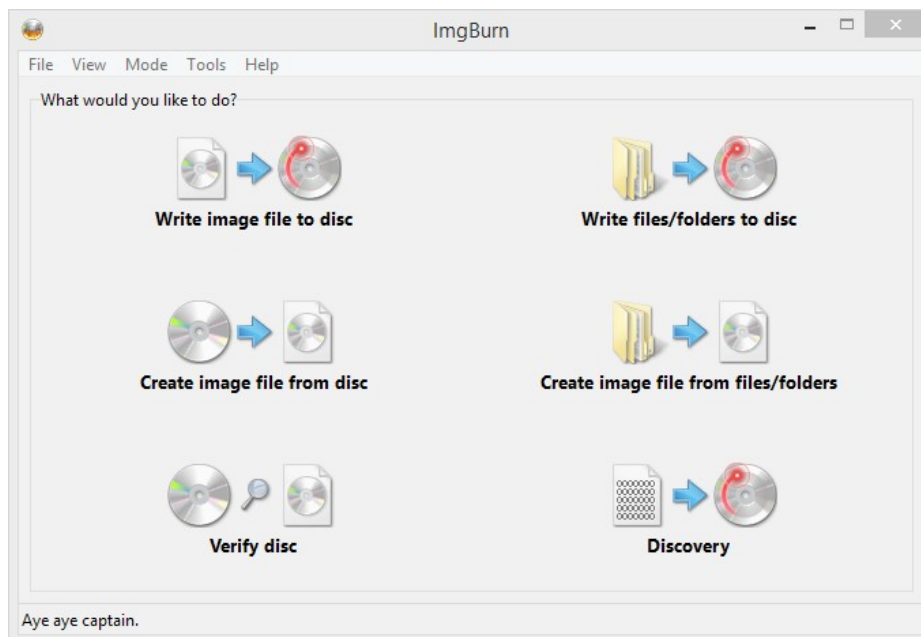 ImgBurn
File View Mode Tools Help
What would you like to do?
Write image file to disc
Write files/folders to disc
Create image file from disc
Create image file from files/folders
Verify disc
Discovery
Aye aye captain.